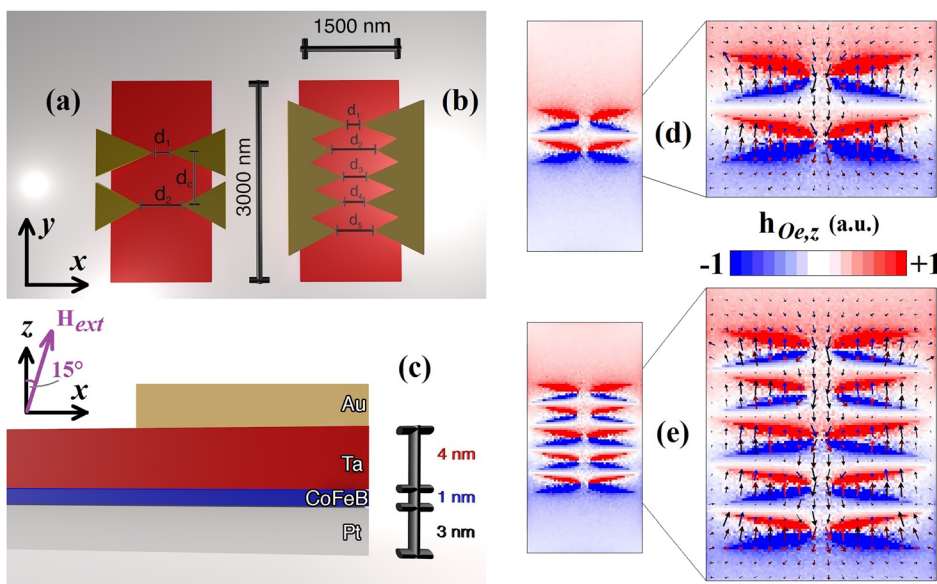 1500 nm
(a)
(b)
(d)
d1
d1
d2
dc
d3
d2
d4
d5
3000 nm
y
x
hOe,z (a.u.)
-1
+1
z
Hext
15°
x
(c)
Au
Ta
CoFeB
Pt
4 nm
1 nm
3 nm
(e)